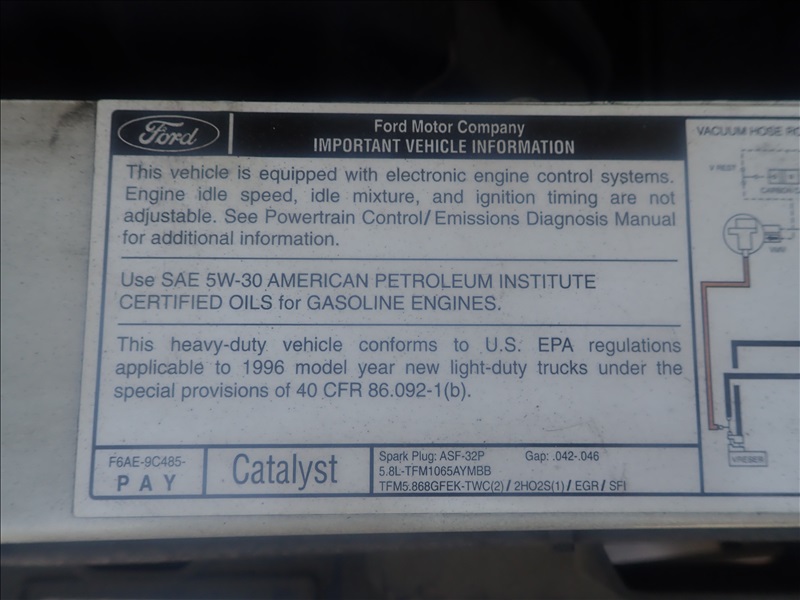 Ford
Ford Motor Company
IMPORTANT VEHICLE INFORMATION
This vehicle is equipped with electronic engine control systems.
Engine idle speed, idle mixture, and ignition timing are not
adjustable. See Powertrain Control/Emissions Diagnosis Manual
for additional information.
Use SAE 5W-30 AMERICAN PETROLEUM INSTITUTE
CERTIFIED OILS for GASOLINE ENGINES.
This heavy-duty vehicle conforms to U.S. EPA regulations
applicable to 1996 model year new light-duty trucks under the
special provisions of 40 CFR 86.092-1(b).
F6AE-9C485-
PAY
Catalyst
Spark Plug: ASF-32P Gap: .042-.046
5.8L-TFM1065AYMBB
TFM5.868GFEK-TWC(2)/2HO2S(1)/EGR/SFI
VACUUM HOSE
V REST